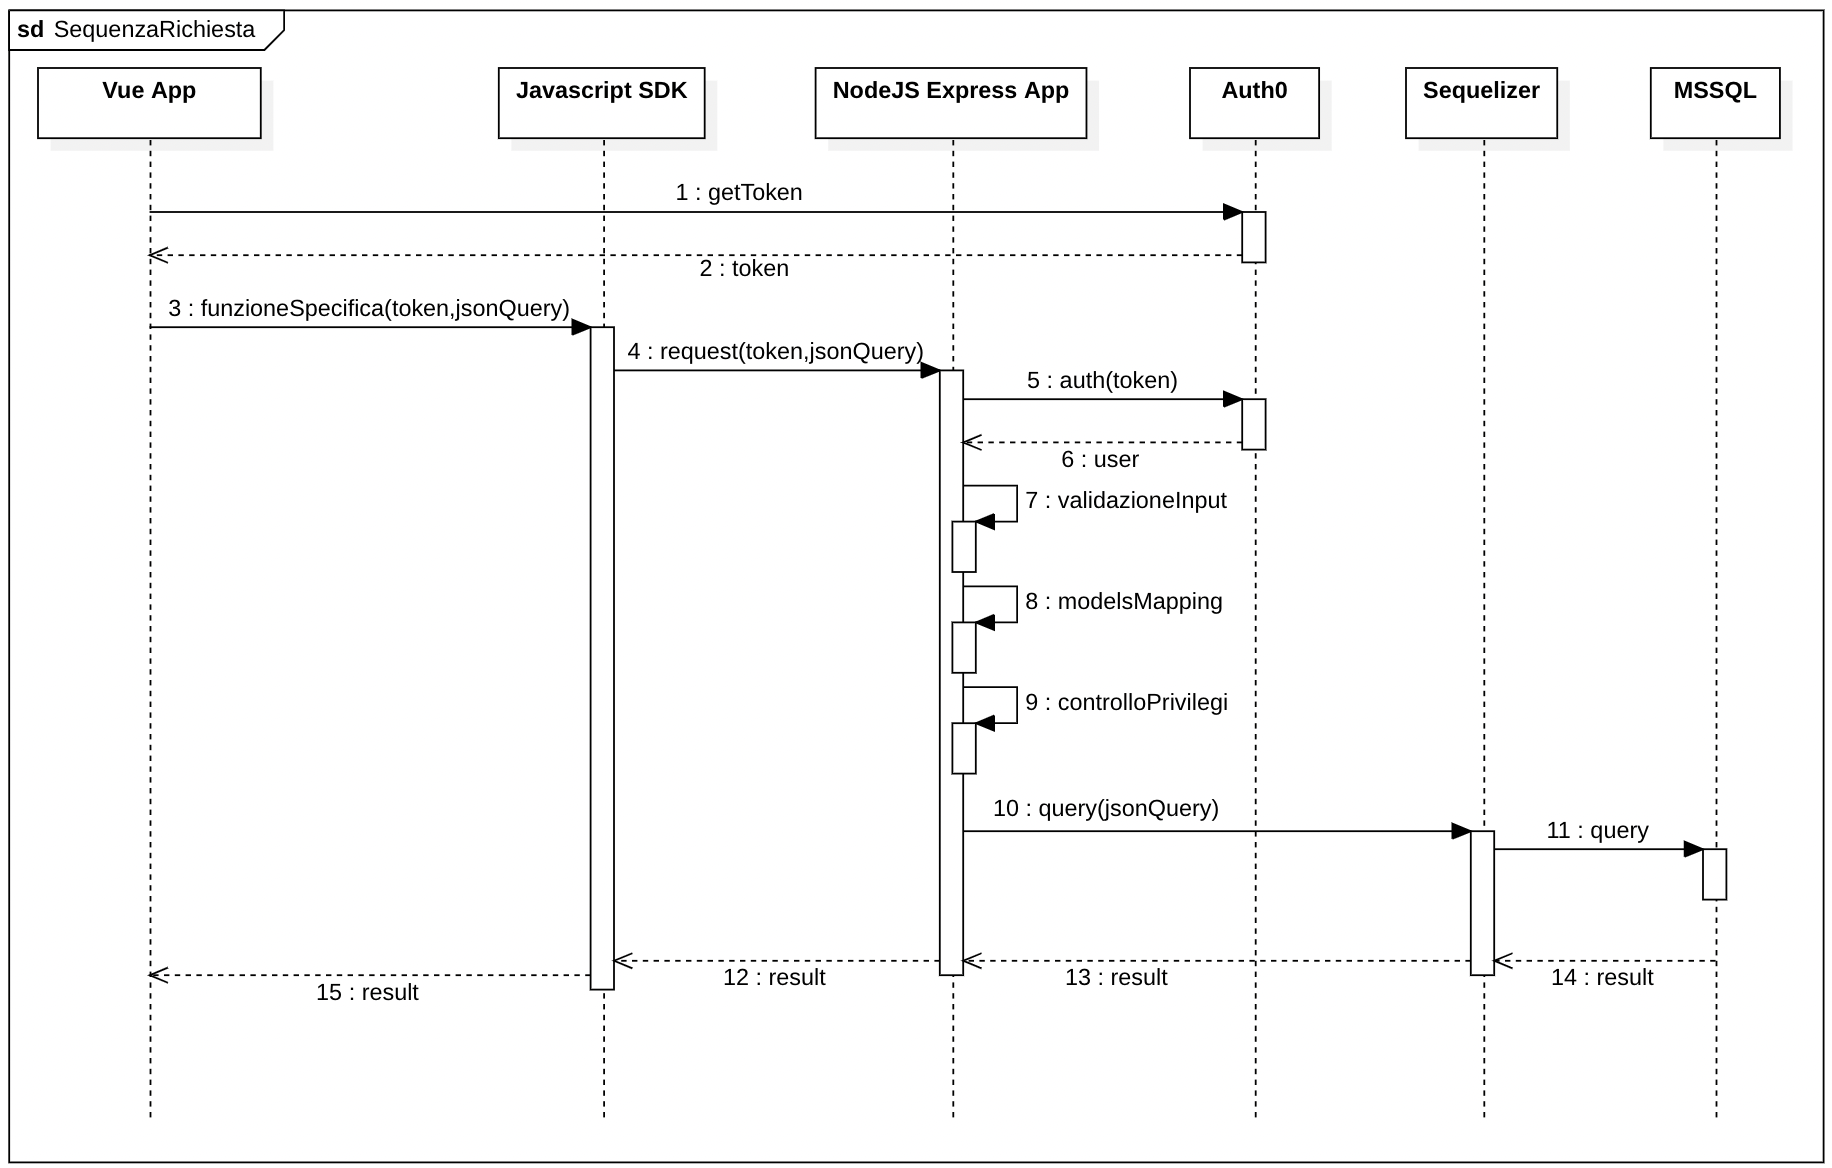 sd SequenzaRichiesta
Vue App
Javascript SDK
NodeJS Express App
Auth0
Sequelizer
MSSQL
1 : getToken
2 : token
3 : funzioneSpecifica(token,jsonQuery)
4 : request(token,jsonQuery)
5 : auth(token)
6 : user
7 : validazioneInput
8 : modelsMapping
9 : controlloPrivilegi
10 : query(jsonQuery)
11 : query
12 : result
13 : result
14 : result
15 : result